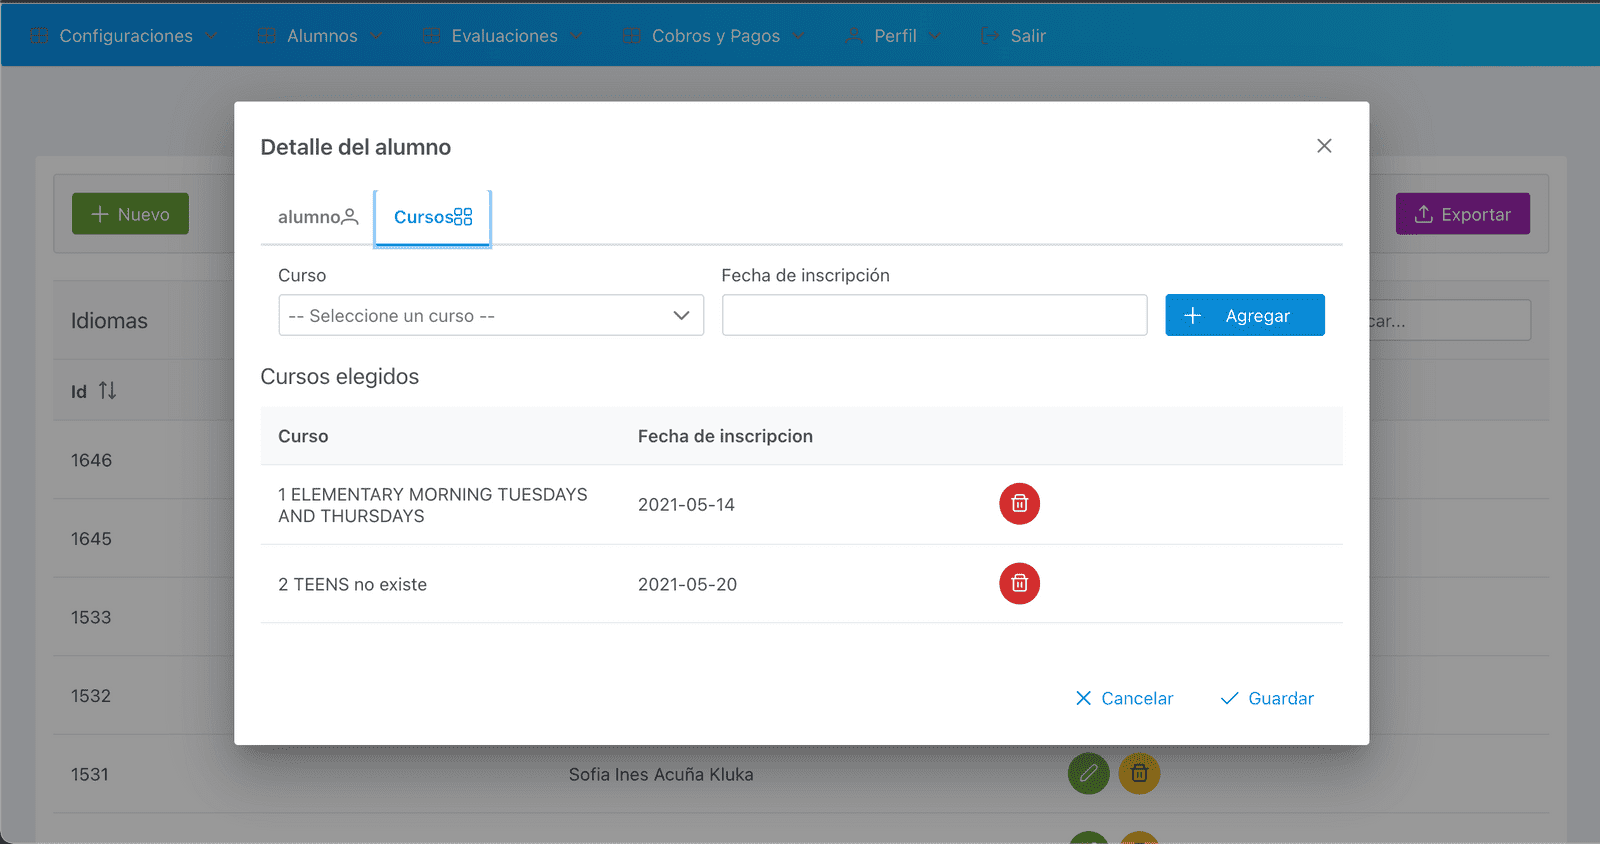 Configuraciones Alumnos Evaluaciones Cobros y Pagos Perfil Salir
Detalle del alumno
Nuevo
Exportar
alumno Cursos
Curso Fecha de inscripción
-- Seleccione un curso --
Agregar
Idiomas
car...
Cursos elegidos
Id
Curso Fecha de inscripcion
1646
1 ELEMENTARY MORNING TUESDAYS
AND THURSDAYS
2021-05-14
1645
2 TEENS no existe 2021-05-20
1533
1532
Cancelar Guardar
1531 Sofia Ines Acuña Kluka